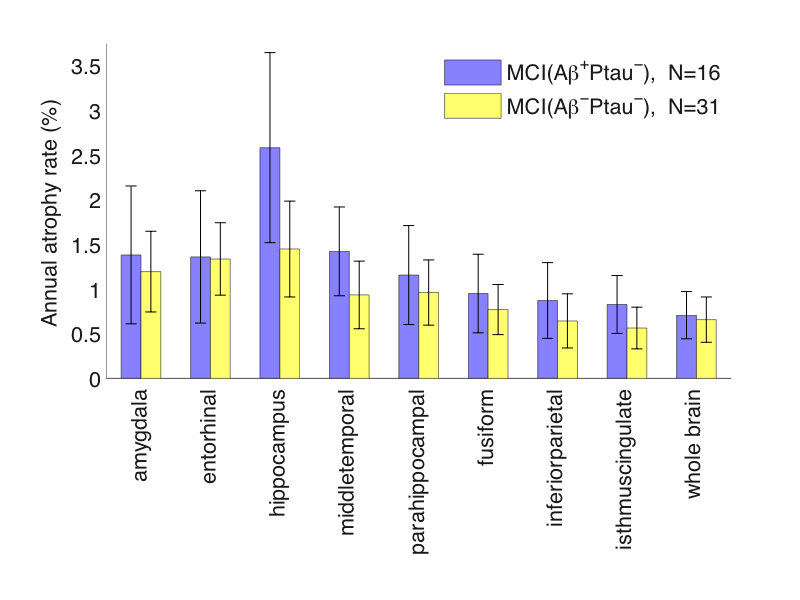 MCI(Aβ⁺Ptau⁻), N=16
MCI(Aβ⁻Ptau⁻), N=31
Annual atrophy rate (%)
3.5
3
2.5
2
1.5
1
0.5
0
amygdala
entorhinal
hippocampus
middletemporal
parahippocampal
fusiform
inferiorparietal
isthmuscingulate
whole brain